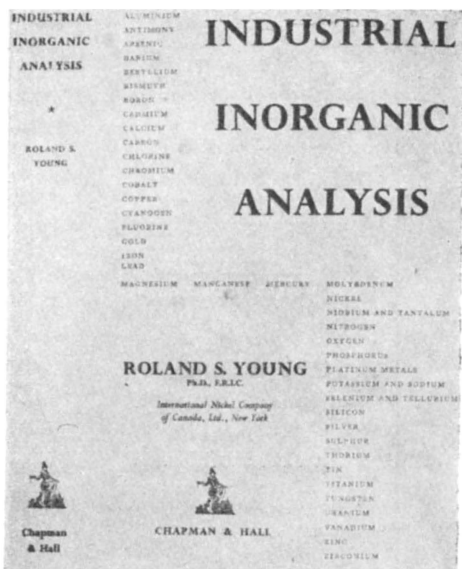 INDUSTRIAL
INORGANIC
ANALYSIS
★
ROLAND S.
YOUNG
Chapman
& Hall
ALUMINIUM
ANTIMONY
ARSENIC
BARIUM
BERYLLIUM
BISMUTH
BORON
CADMIUM
CALCIUM
CARBON
CHLORINE
CHROMIUM
COBALT
COPPER
CYANOGEN
FLUORINE
GOLD
IRON
LEAD
MAGNESIUM MANGANESE MERCURY MOLYBDENUM
NICKEL
NIOBIUM AND TANTALUM
NITROGEN
OXYGEN
PHOSPHORUS
PLATINUM METALS
POTASSIUM AND SODIUM
SELENIUM AND TELLURIUM
SILICON
SILVER
SULPHUR
THORIUM
TIN
TITANIUM
TUNGSTEN
URANIUM
VANADIUM
ZINC
ZIRCONIUM
INDUSTRIAL
INORGANIC
ANALYSIS
ROLAND S. YOUNG
Ph.D., F.R.I.C.
International Nickel Company
of Canada, Ltd., New York
CHAPMAN & HALL